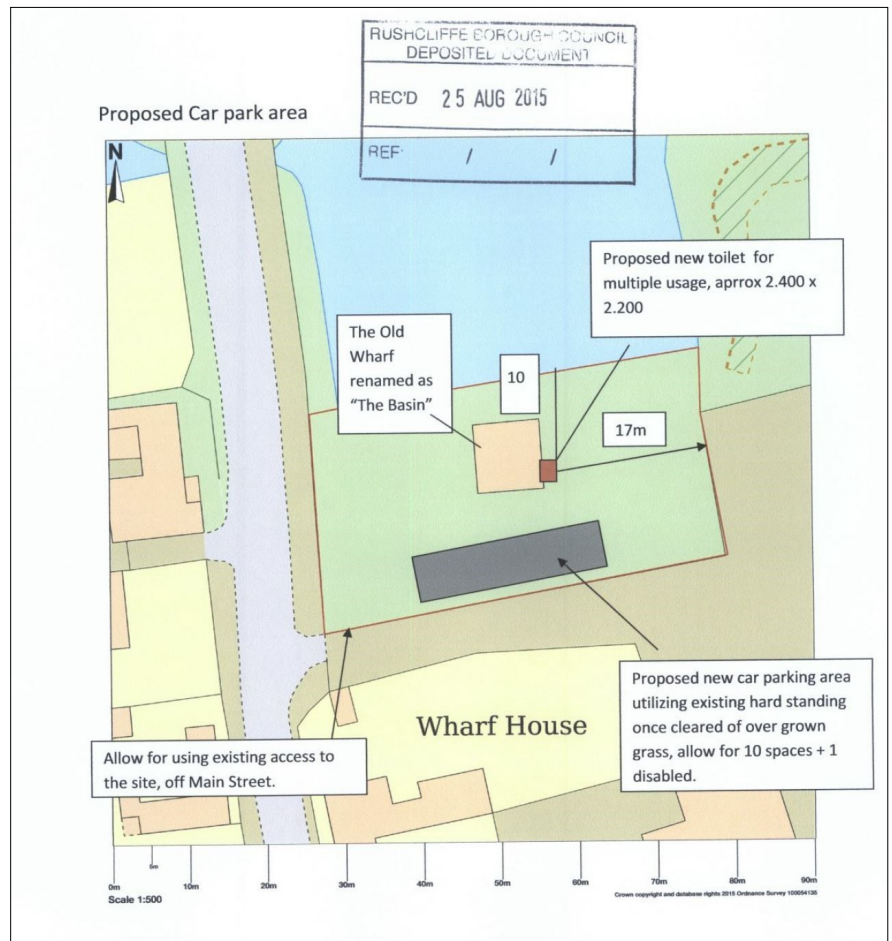 RUSHCLIFFE BOROUGH COUNCIL
DEPOSITED DOCUMENT
REC'D 25 AUG 2015
REF: / /
Proposed Car park area
N
Proposed new toilet for
multiple usage, aprrox 2.400 x
2.200
The Old
Wharf
renamed as
“The Basin”
10
17m
Wharf House
Proposed new car parking area
utilizing existing hard standing
once cleared of over grown
grass, allow for 10 spaces + 1
disabled.
Allow for using existing access to
the site, off Main Street.
0m 5m 10m 20m 30m 40m 50m 60m 70m 80m 90m
Scale 1:500
Crown copyright and database rights 2015 Ordnance Survey 100054135